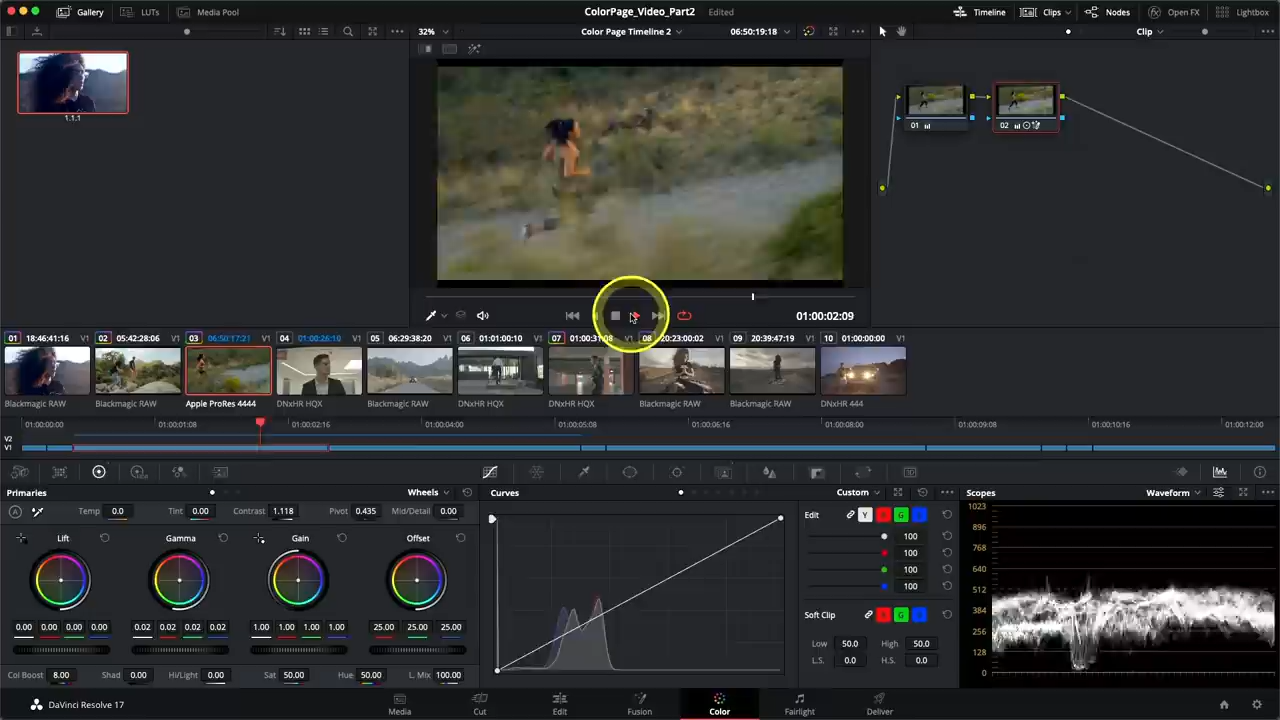 Gallery LUTs Media Pool ColorPage_Video_Part2 Edited Timeline Clips Nodes Open FX Lightbox
32% Color Page Timeline 2 06:50:19:18 Clip
1.1.1
01 02
01:00:02:09
01 18:46:41:16 V1 02 05:42:28:06 V1 03 06:50:17:21 V1 04 01:00:26:10 V1 05 06:29:38:20 V1 06 01:01:00:10 V1 07 01:00:31:08 V1 08 20:23:00:02 V1 09 20:39:47:19 V1 10 01:00:00:00 V1
Blackmagic RAW Blackmagic RAW Apple ProRes 4444 DNxHR HQX Blackmagic RAW DNxHR HQX DNxHR HQX Blackmagic RAW Blackmagic RAW DNxHR 444
01:00:00:00 01:00:01:08 01:00:02:16 01:00:04:00 01:00:05:08 01:00:06:16 01:00:08:00 01:00:09:08 01:00:10:16 01:00:12:00
V2
V1
Primaries Wheels Curves Custom Scopes Waveform
Temp 0.0 Tint 0.00 Contrast 1.118 Pivot 0.435 Mid/Detail 0.00
Lift Gamma Gain Offset
0.00 0.00 0.00 0.00 0.02 0.02 0.02 0.02 1.00 1.00 1.00 1.00 25.00 25.00 25.00
Col Boost 8.00 Shad 0.00 Hi/Light 0.00 Sat 50.00 Hue 50.00 L. Mix 100.00
Edit Y R G B
100
100
100
100
Soft Clip R G B
Low 50.0 High 50.0
L.S. 0.0 H.S. 0.0
1023
896
768
640
512
384
256
128
0
DaVinci Resolve 17 Media Cut Edit Fusion Color Fairlight Deliver